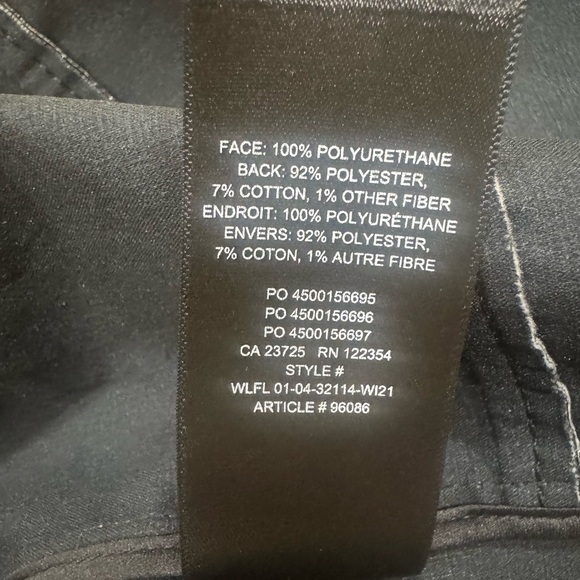 FACE: 100% POLYURETHANE
BACK: 92% POLYESTER,
7% COTTON, 1% OTHER FIBER
ENDROIT: 100% POLYURÉTHANE
ENVERS: 92% POLYESTER,
7% COTON, 1% AUTRE FIBRE
PO 4500156695
PO 4500156696
PO 4500156697
CA 23725 RN 122354
STYLE #
WLFL 01-04-32114-WI21
ARTICLE # 96086